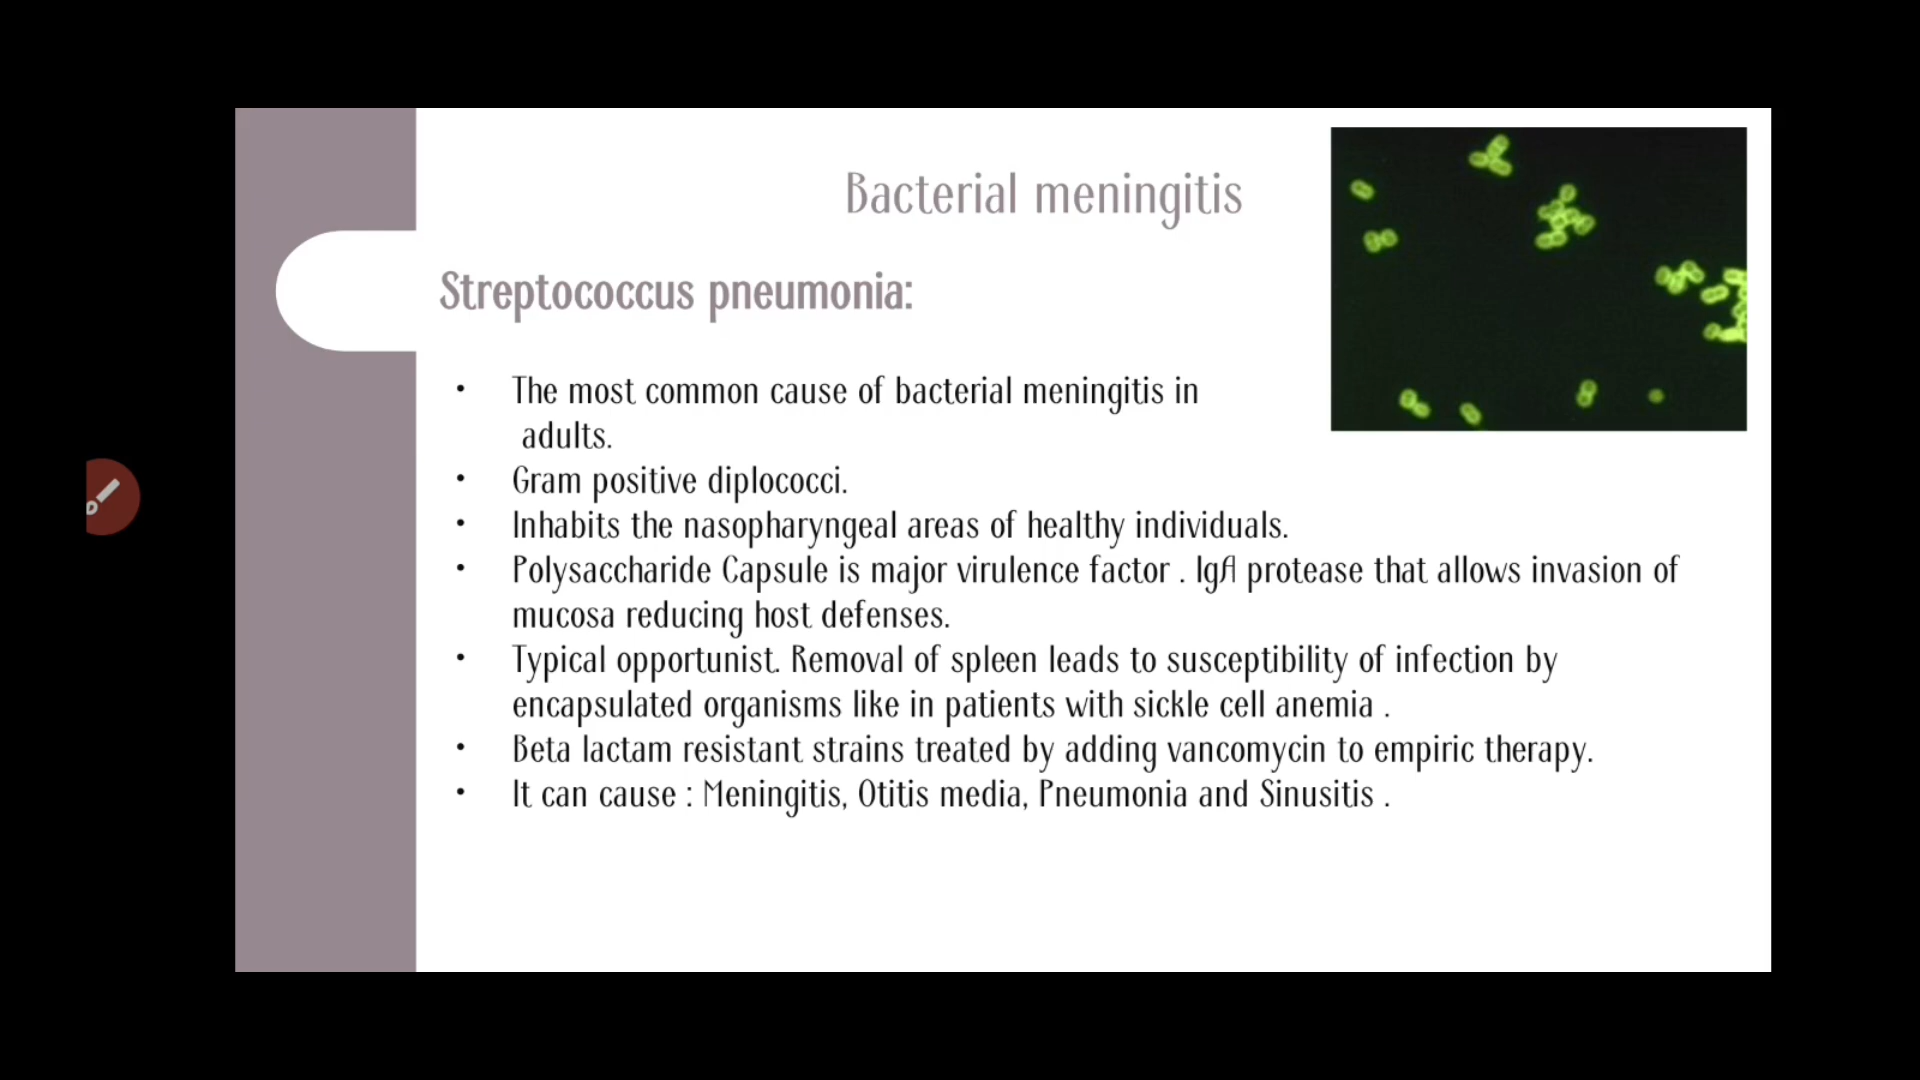 Bacterial meningitis
Streptococcus pneumonia:
• The most common cause of bacterial meningitis in
adults.
• Gram positive diplococci.
• Inhabits the nasopharyngeal areas of healthy individuals.
• Polysaccharide Capsule is major virulence factor . IgA protease that allows invasion of
mucosa reducing host defenses.
• Typical opportunist. Removal of spleen leads to susceptibility of infection by
encapsulated organisms like in patients with sickle cell anemia .
• Beta lactam resistant strains treated by adding vancomycin to empiric therapy.
• It can cause : Meningitis, Otitis media, Pneumonia and Sinusitis .